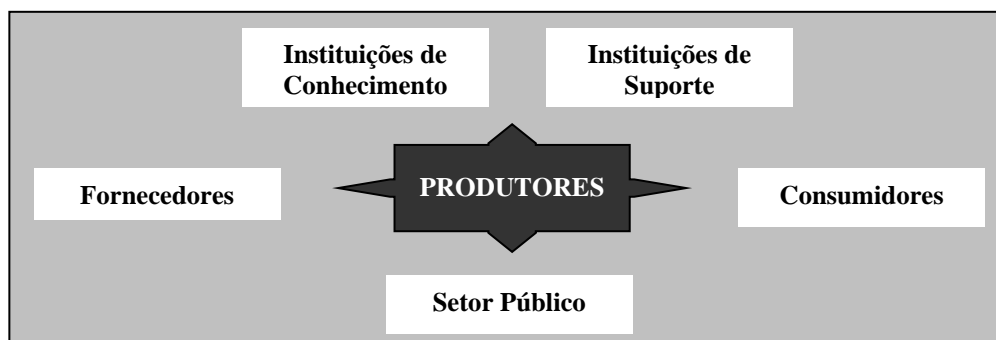 Instituições de
Conhecimento
Instituições de
Suporte
Fornecedores
PRODUTORES
Consumidores
Setor Público